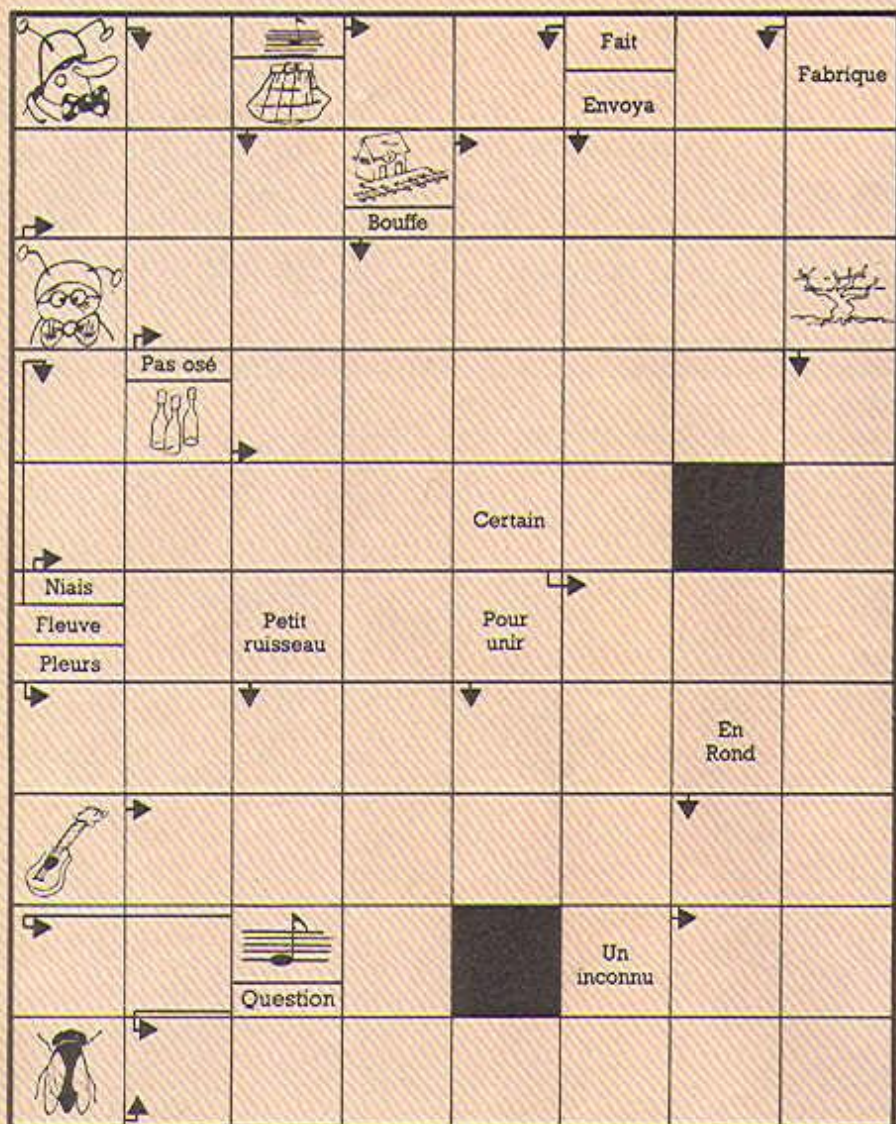 Fait
Envoya
Fabrique
Bouffe
Pas osé
Certain
Niais
Fleuve
Pleurs
Petit
ruisseau
Pour
unir
En
Rond
Question
Un
inconnu